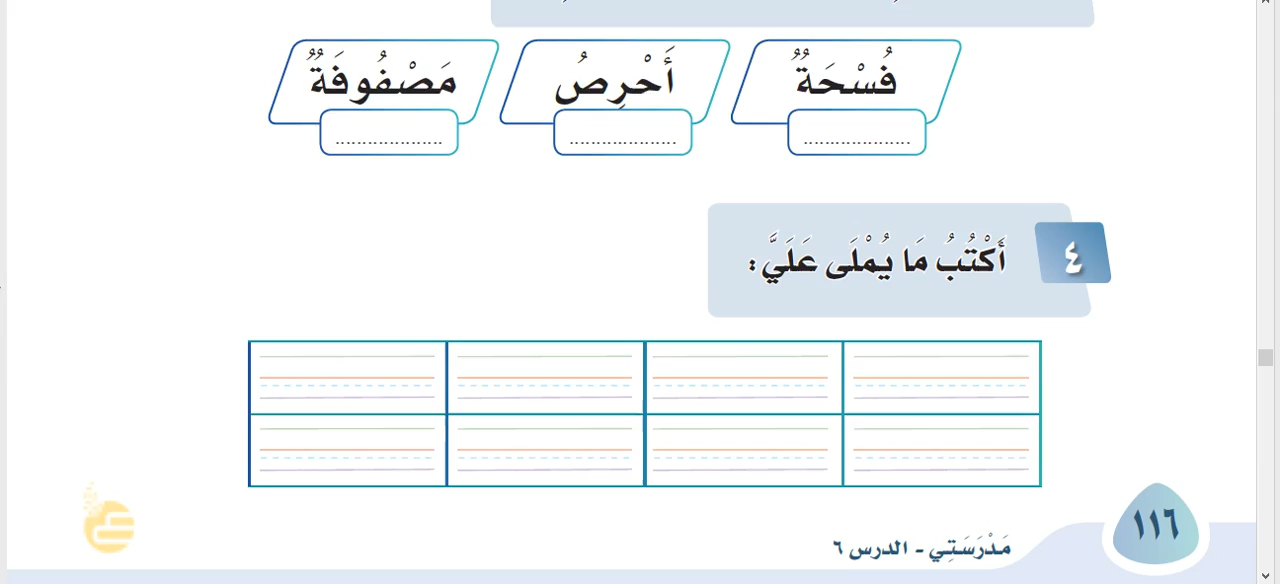 فُسْحَةٌ أَحْرِصُ مَصْفُوفَةٌ
.................... .................... ....................
٤ أَكْتُبُ مَا يُمْلَى عَلَيَّ :
١١٦
مَدْرَسَتِي - الدرس ٦